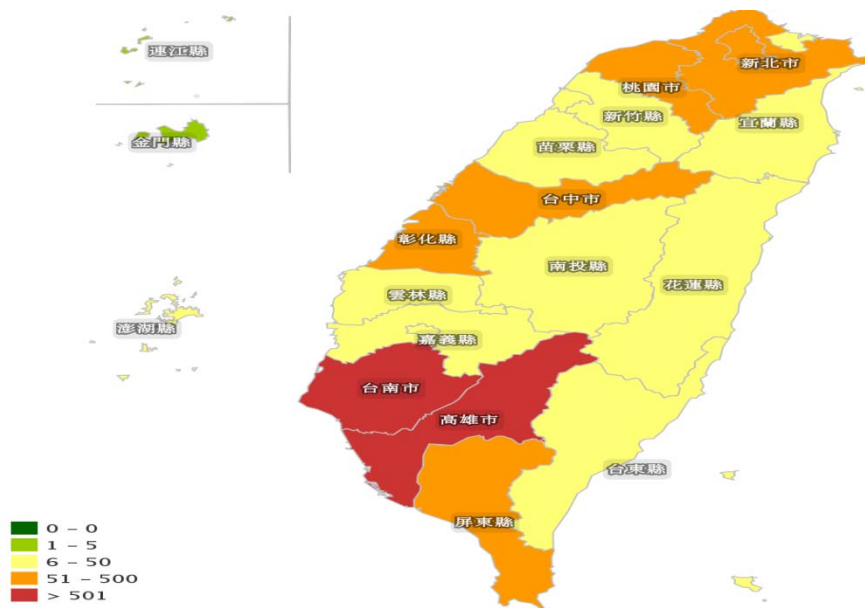 連江縣
新北市
桃園市
新竹縣
宜蘭縣
金門縣
苗栗縣
台中市
彰化縣
南投縣
花蓮縣
雲林縣
澎湖縣
嘉義縣
台南市
高雄市
台東縣
屏東縣
0 – 0
1 – 5
6 – 50
51 – 500
> 501